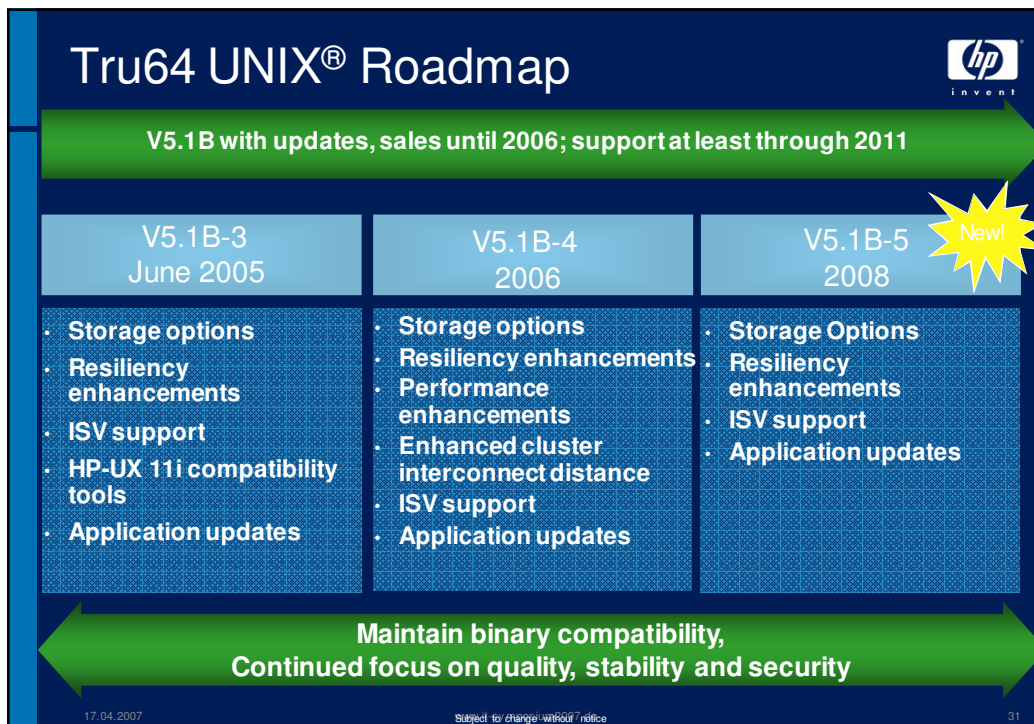 Tru64 UNIX® Roadmap
hp
invent
V5.1B with updates, sales until 2006; support at least through 2011
V5.1B-3
June 2005
V5.1B-4
2006
V5.1B-5
2008
New!
• Storage options
• Resiliency
enhancements
• ISV support
• HP-UX 11i compatibility
tools
• Application updates
• Storage options
• Resiliency enhancements
• Performance
enhancements
• Enhanced cluster
interconnect distance
• ISV support
• Application updates
• Storage Options
• Resiliency
enhancements
• ISV support
• Application updates
Maintain binary compatibility,
Continued focus on quality, stability and security
17.04.2007
Subject to change without notice
31